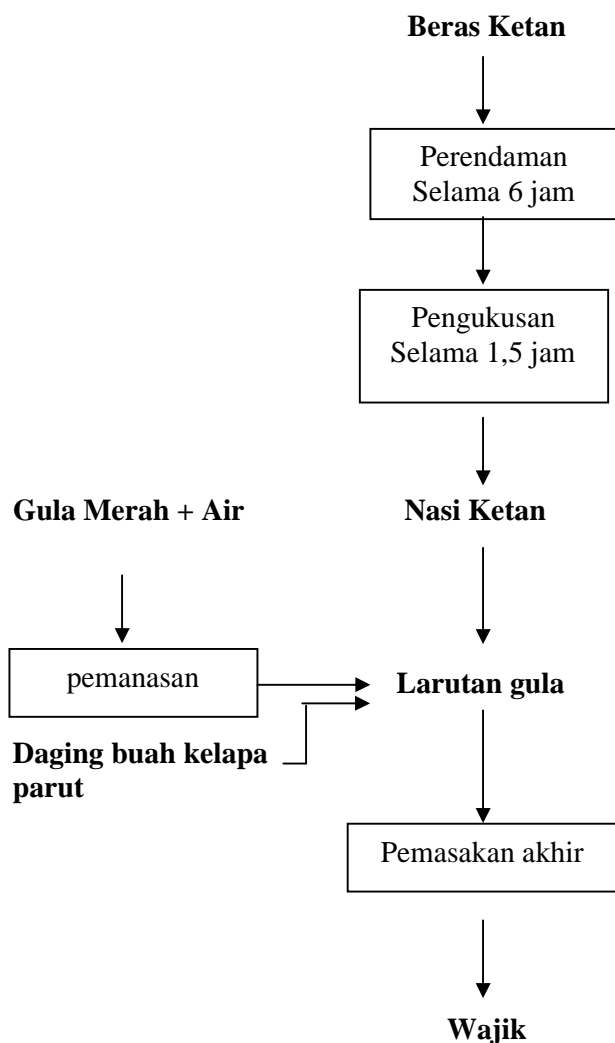 Beras Ketan
Perendaman
Selama 6 jam
Pengukusan
Selama 1,5 jam
Gula Merah + Air
Nasi Ketan
pemanasan
Larutan gula
Daging buah kelapa
parut
Pemasakan akhir
Wajik